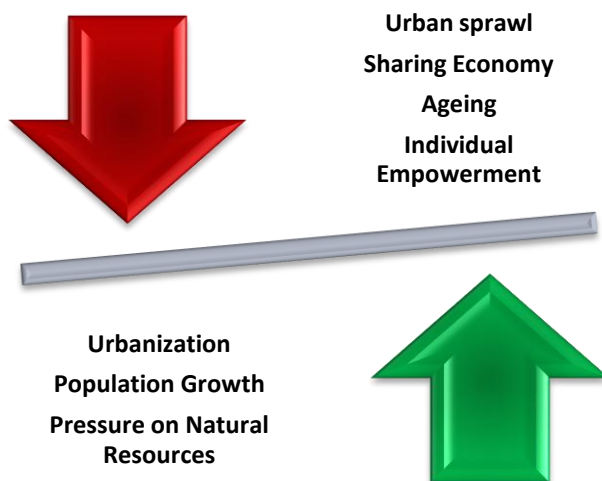 Urban sprawl
Sharing Economy
Ageing
Individual
Empowerment
Urbanization
Population Growth
Pressure on Natural
Resources